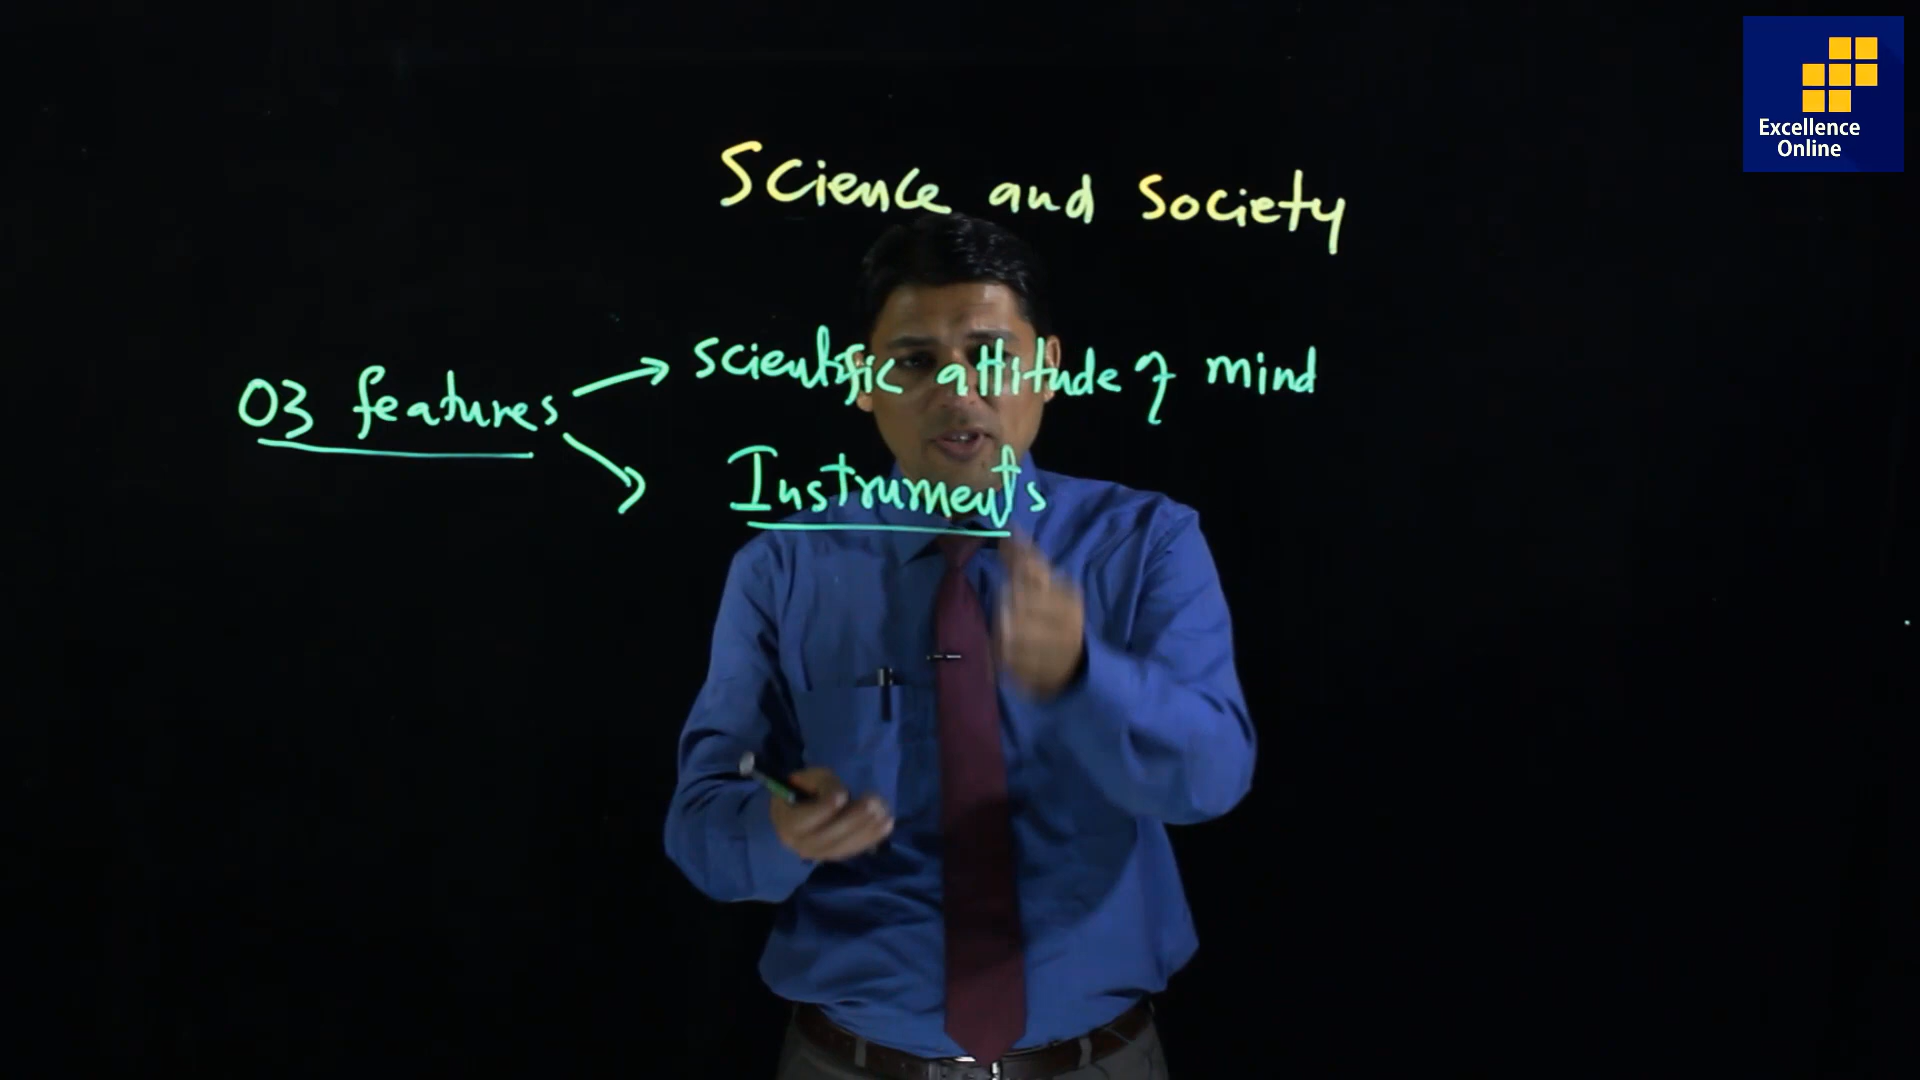 Excellence
Online
Science and Society
03 features
Scientific attitude of mind
Instruments